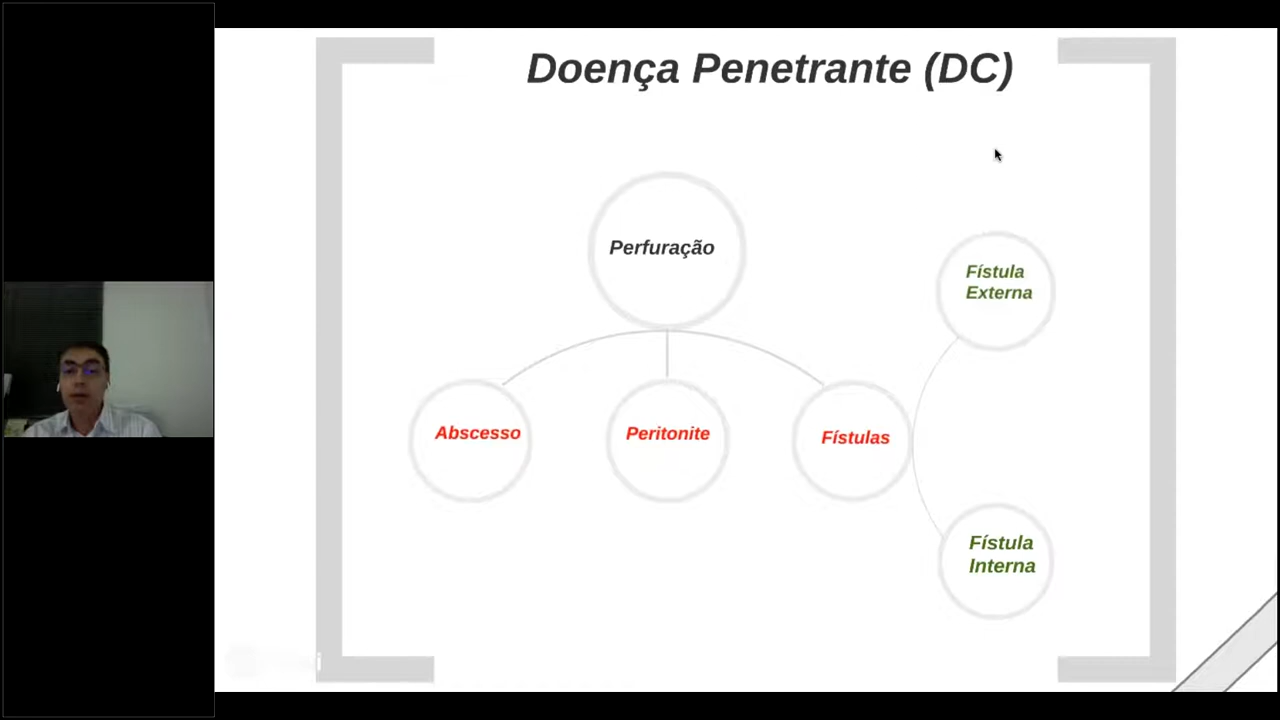 Doença Penetrante (DC)
Perfuração
Fístula
Externa
Abscesso
Peritonite
Fístulas
Fístula
Interna